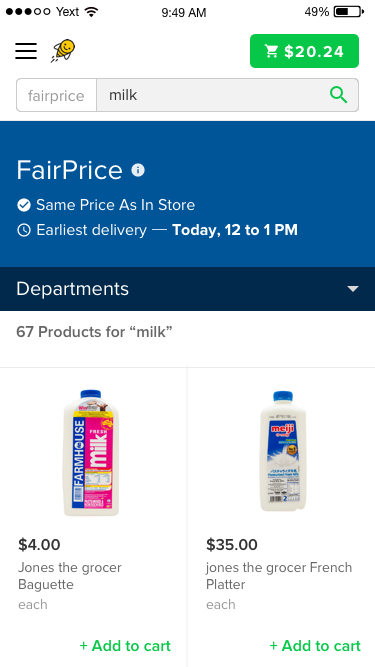 Yext 9:49 AM 49%
$20.24
fairprice milk
FairPrice
Same Price As In Store
Earliest delivery — Today, 12 to 1 PM
Departments
67 Products for “milk”
FARMHOUSE
FRESH
milk
meiji
$4.00
Jones the grocer
Baguette
each
+ Add to cart
$35.00
jones the grocer French
Platter
each
+ Add to cart